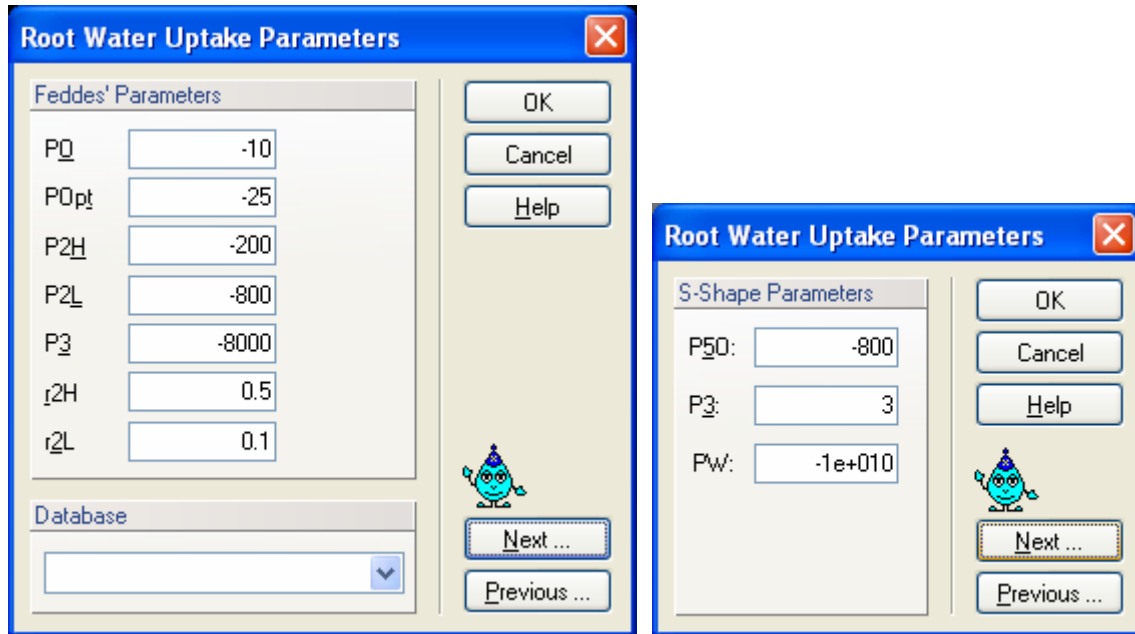 Root Water Uptake Parameters
Feddes' Parameters
P0 -10
P0pt -25
P2H -200
P2L -800
P3 -8000
r2H 0.5
r2L 0.1
Database
OK
Cancel
Help
Next ...
Previous ...
Root Water Uptake Parameters
S-Shape Parameters
P50: -800
P3: 3
PW: -1e+010
OK
Cancel
Help
Next ...
Previous ...